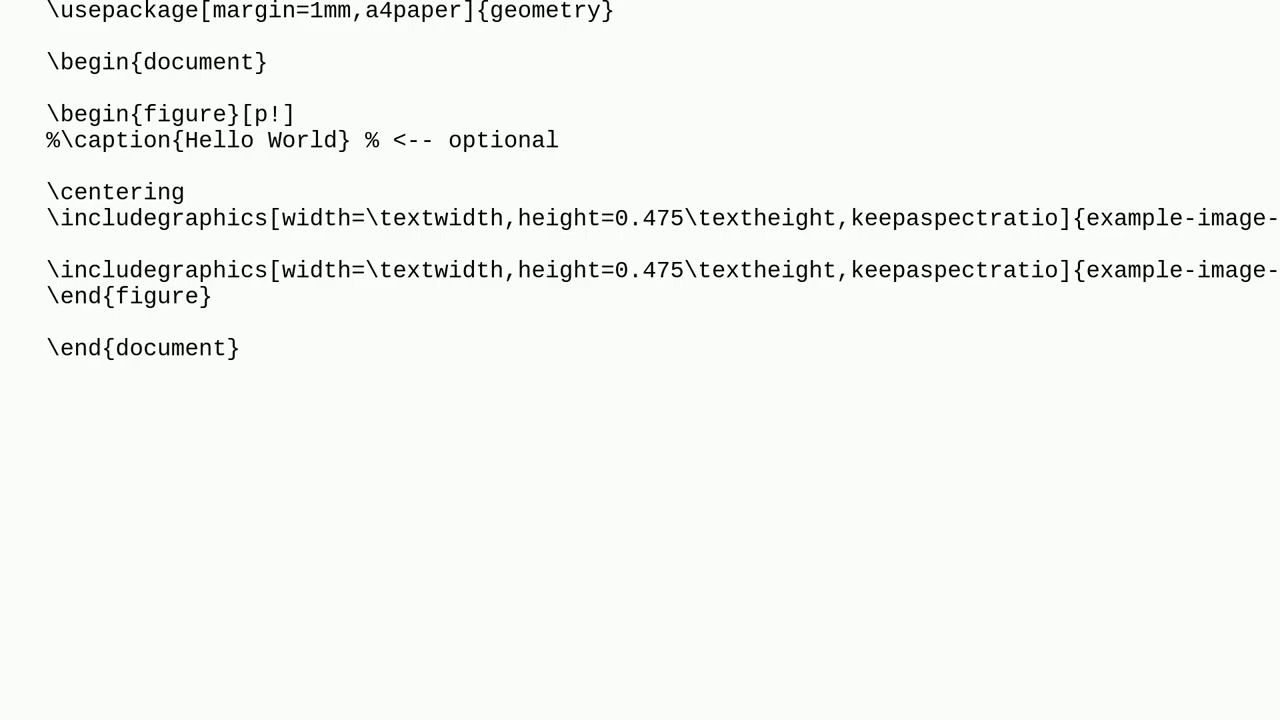 \usepackage[margin=1mm,a4paper]{geometry}
\begin{document}
\begin{figure}[p!]
%\caption{Hello World} % <-- optional
\centering
\includegraphics[width=\textwidth,height=0.475\textheight,keepaspectratio]{example-image-
\includegraphics[width=\textwidth,height=0.475\textheight,keepaspectratio]{example-image-
\end{figure}
\end{document}